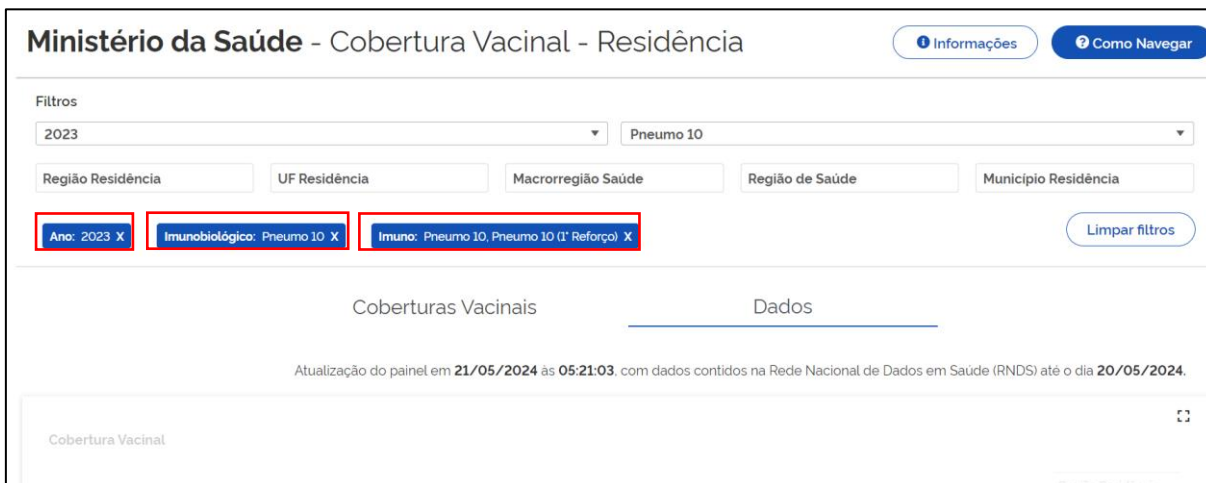 Ministério da Saúde - Cobertura Vacinal - Residência
Informações
Como Navegar
Filtros
2023
Pneumo 10
Região Residência
UF Residência
Macrorregião Saúde
Região de Saúde
Município Residência
Ano: 2023 X
Imunobiológico: Pneumo 10 X
Imuno: Pneumo 10, Pneumo 10 (1° Reforço) X
Limpar filtros
Coberturas Vacinais
Dados
Atualização do painel em 21/05/2024 às 05:21:03, com dados contidos na Rede Nacional de Dados em Saúde (RNDS) até o dia 20/05/2024.
Cobertura Vacinal